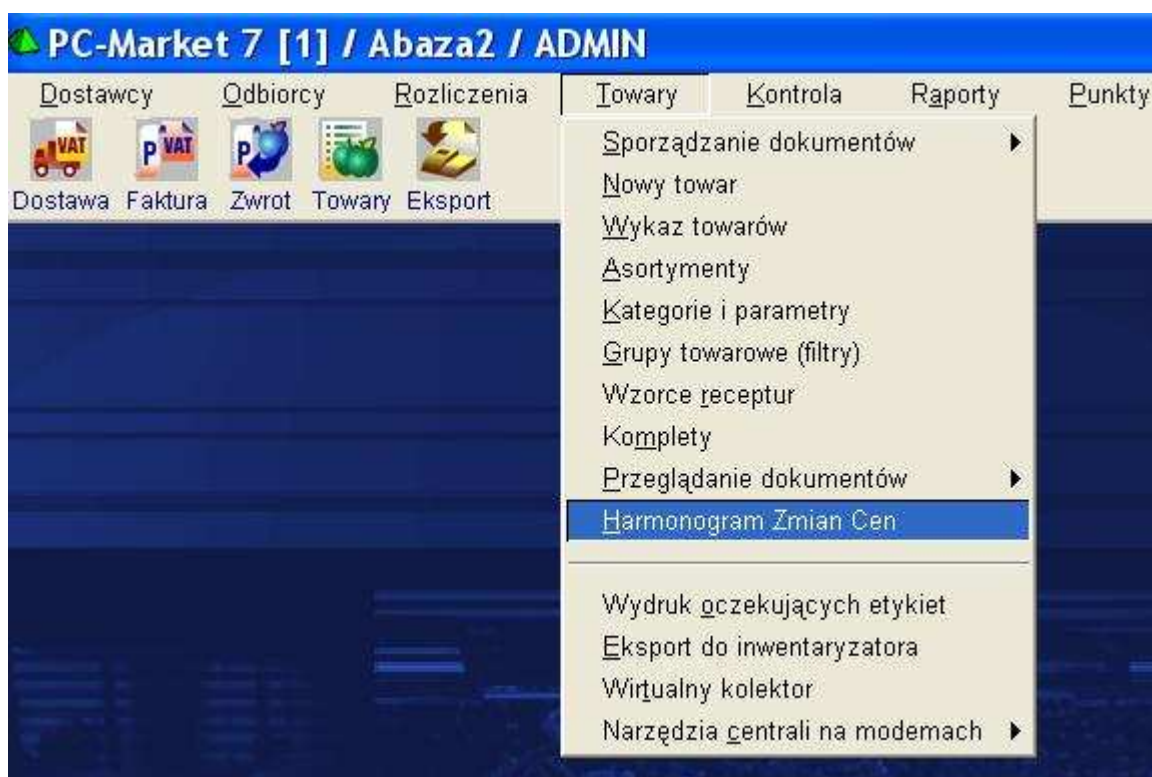 PC-Market 7 [1] / Abaza2 / ADMIN
Dostawcy Odbiorcy Rozliczenia Towary Kontrola Raporty Punkty
VAT P VAT P
Dostawa Faktura Zwrot Towary Eksport
Sporządzanie dokumentów
Nowy towar
Wykaz towarów
Asortymenty
Kategorie i parametry
Grupy towarowe (filtry)
Wzorce receptur
Komplety
Przeglądanie dokumentów
Harmonogram Zmian Cen
Wydruk oczekujących etykiet
Eksport do inwentaryzatora
Wirtualny kolektor
Narzędzia centrali na modemach